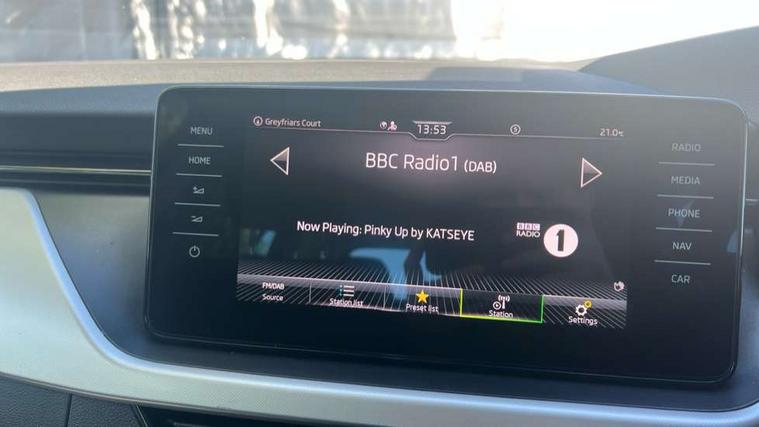 MENU
HOME
Greyfriars Court
13:53
21.0°C
BBC Radio1 (DAB)
Now Playing: Pinky Up by KATSEYE
BBC
RADIO
1
FM/DAB
Source
Station list
Preset list
Station
Settings
RADIO
MEDIA
PHONE
NAV
CAR